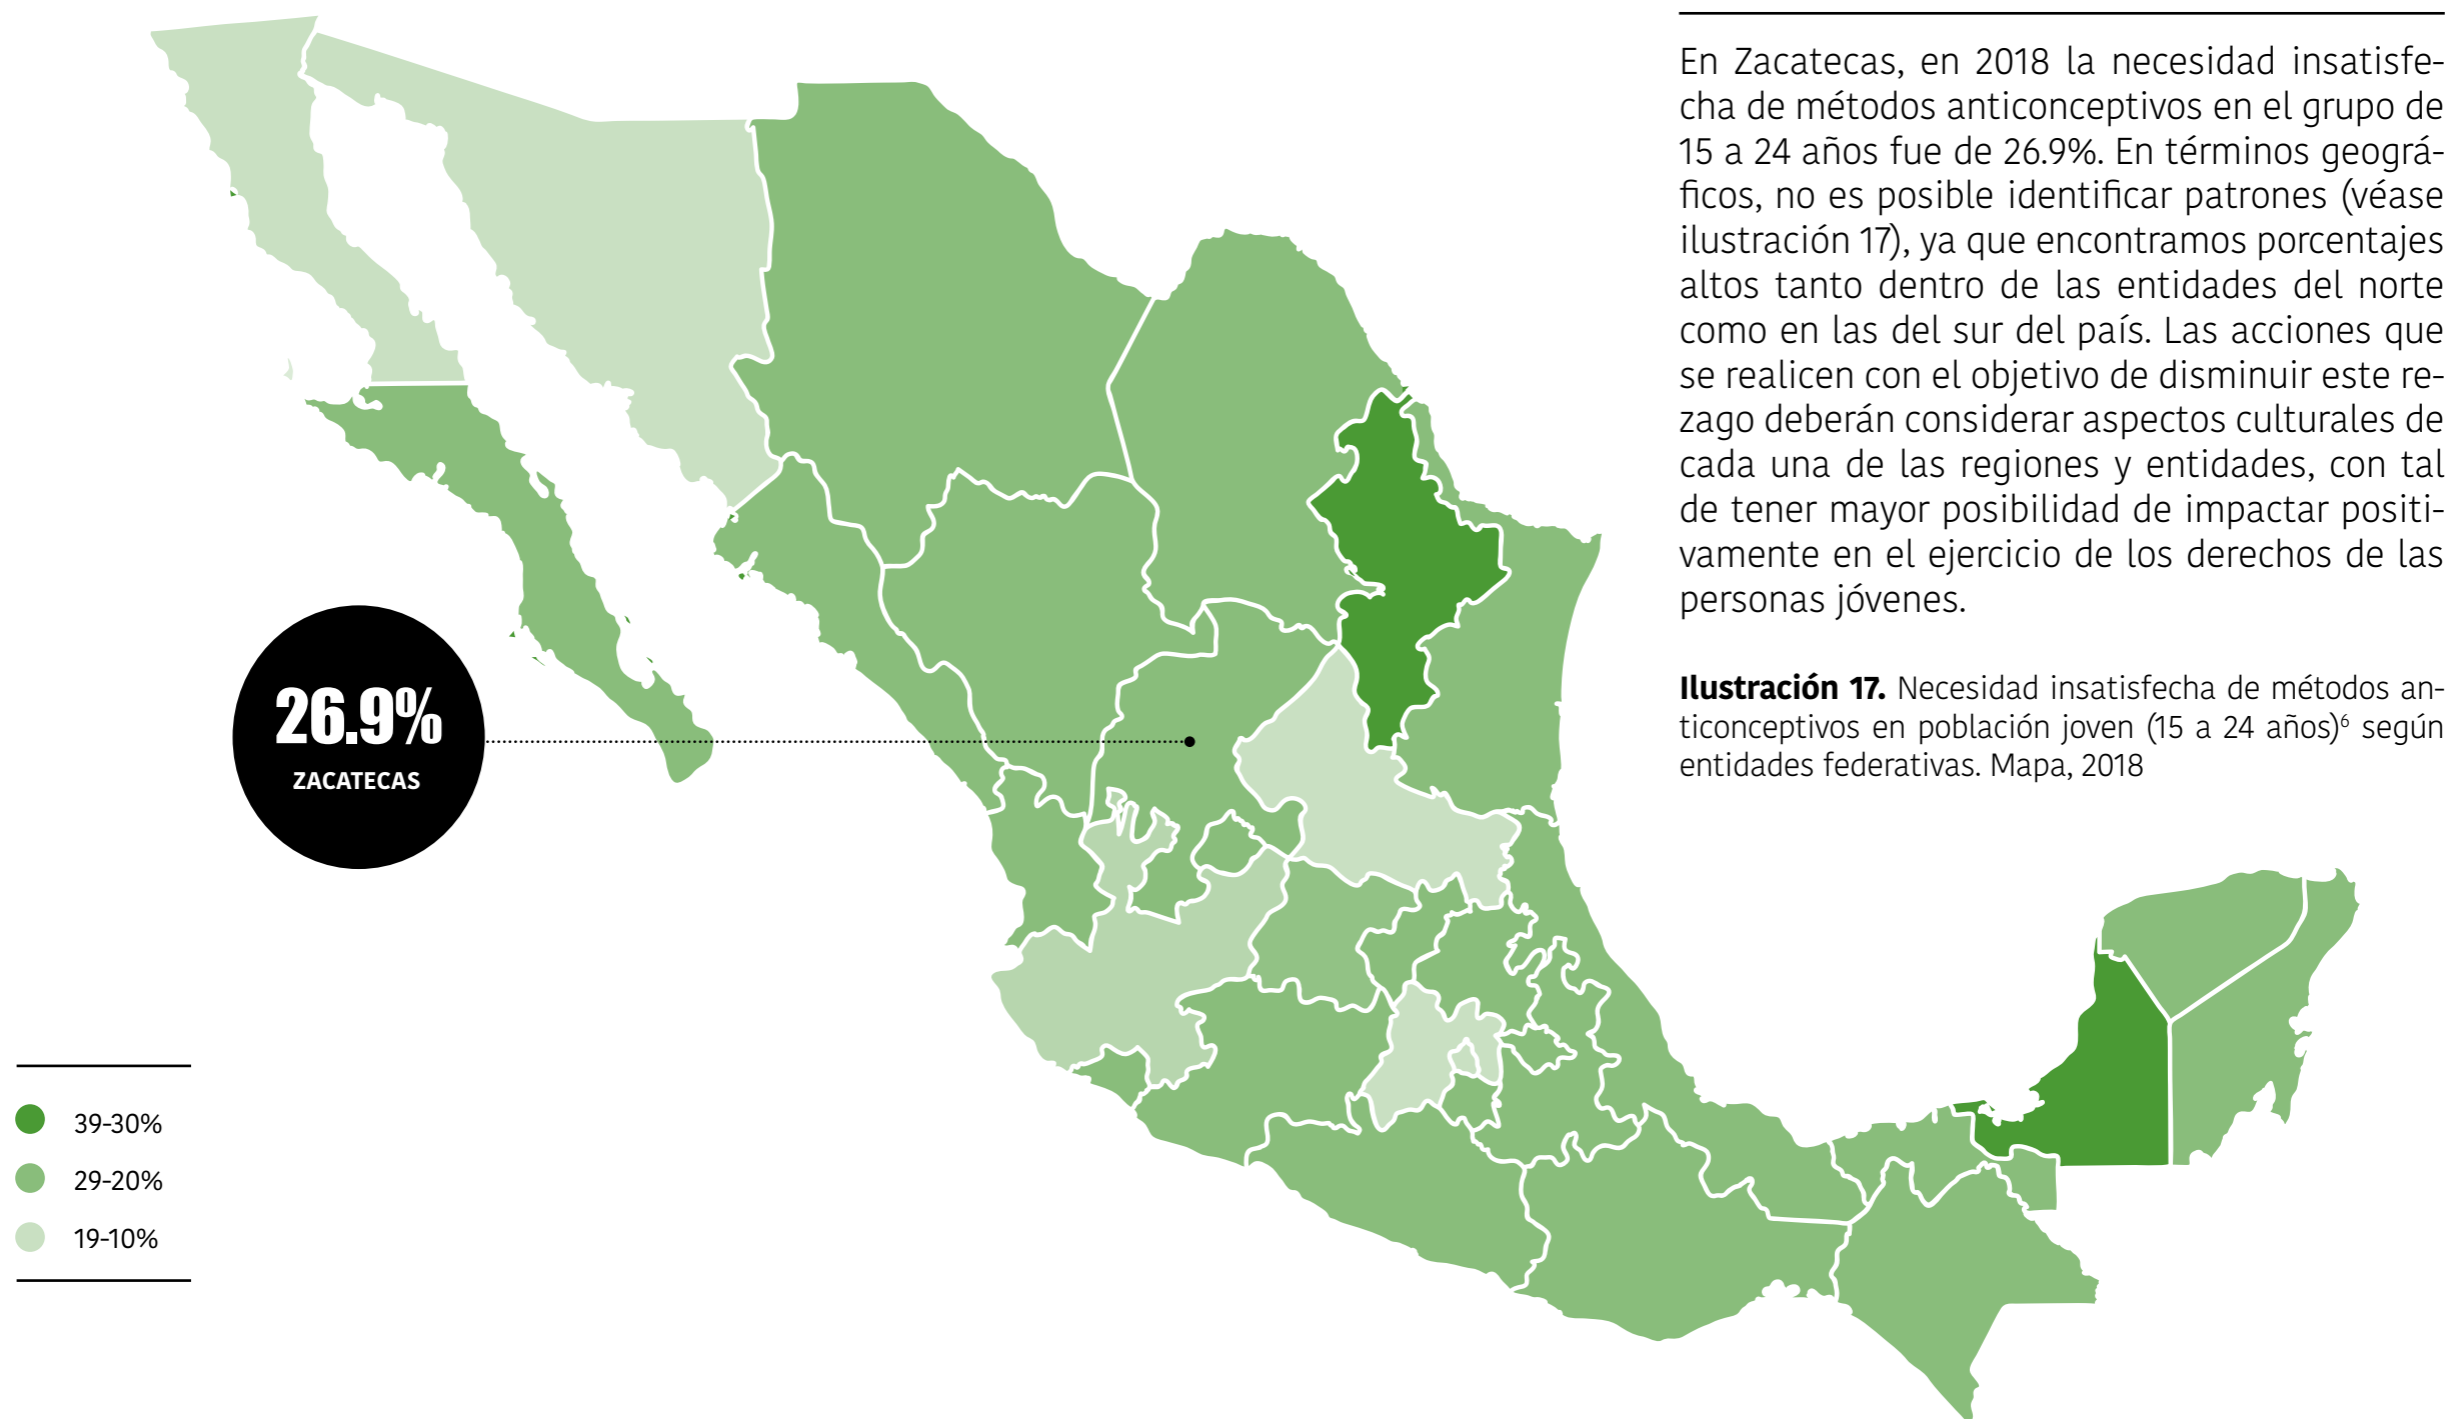 En Zacatecas, en 2018 la necesidad insatisfe-
cha de métodos anticonceptivos en el grupo de
15 a 24 años fue de 26.9%. En términos geográ-
ficos, no es posible identificar patrones (véase
ilustración 17), ya que encontramos porcentajes
altos tanto dentro de las entidades del norte
como en las del sur del país. Las acciones que
se realicen con el objetivo de disminuir este re-
zago deberán considerar aspectos culturales de
cada una de las regiones y entidades, con tal
de tener mayor posibilidad de impactar positi-
vamente en el ejercicio de los derechos de las
personas jóvenes.
Ilustración 17. Necesidad insatisfecha de métodos an-
ticonceptivos en población joven (15 a 24 años)⁶ según
entidades federativas. Mapa, 2018
26.9%
ZACATECAS
39-30%
29-20%
19-10%